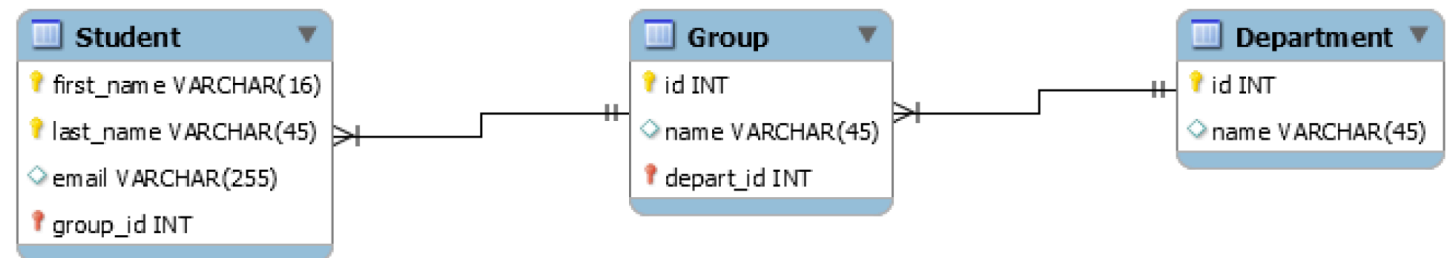 Student
first_name VARCHAR(16)
last_name VARCHAR(45)
email VARCHAR(255)
group_id INT
Group
id INT
name VARCHAR(45)
depart_id INT
Department
id INT
name VARCHAR(45)